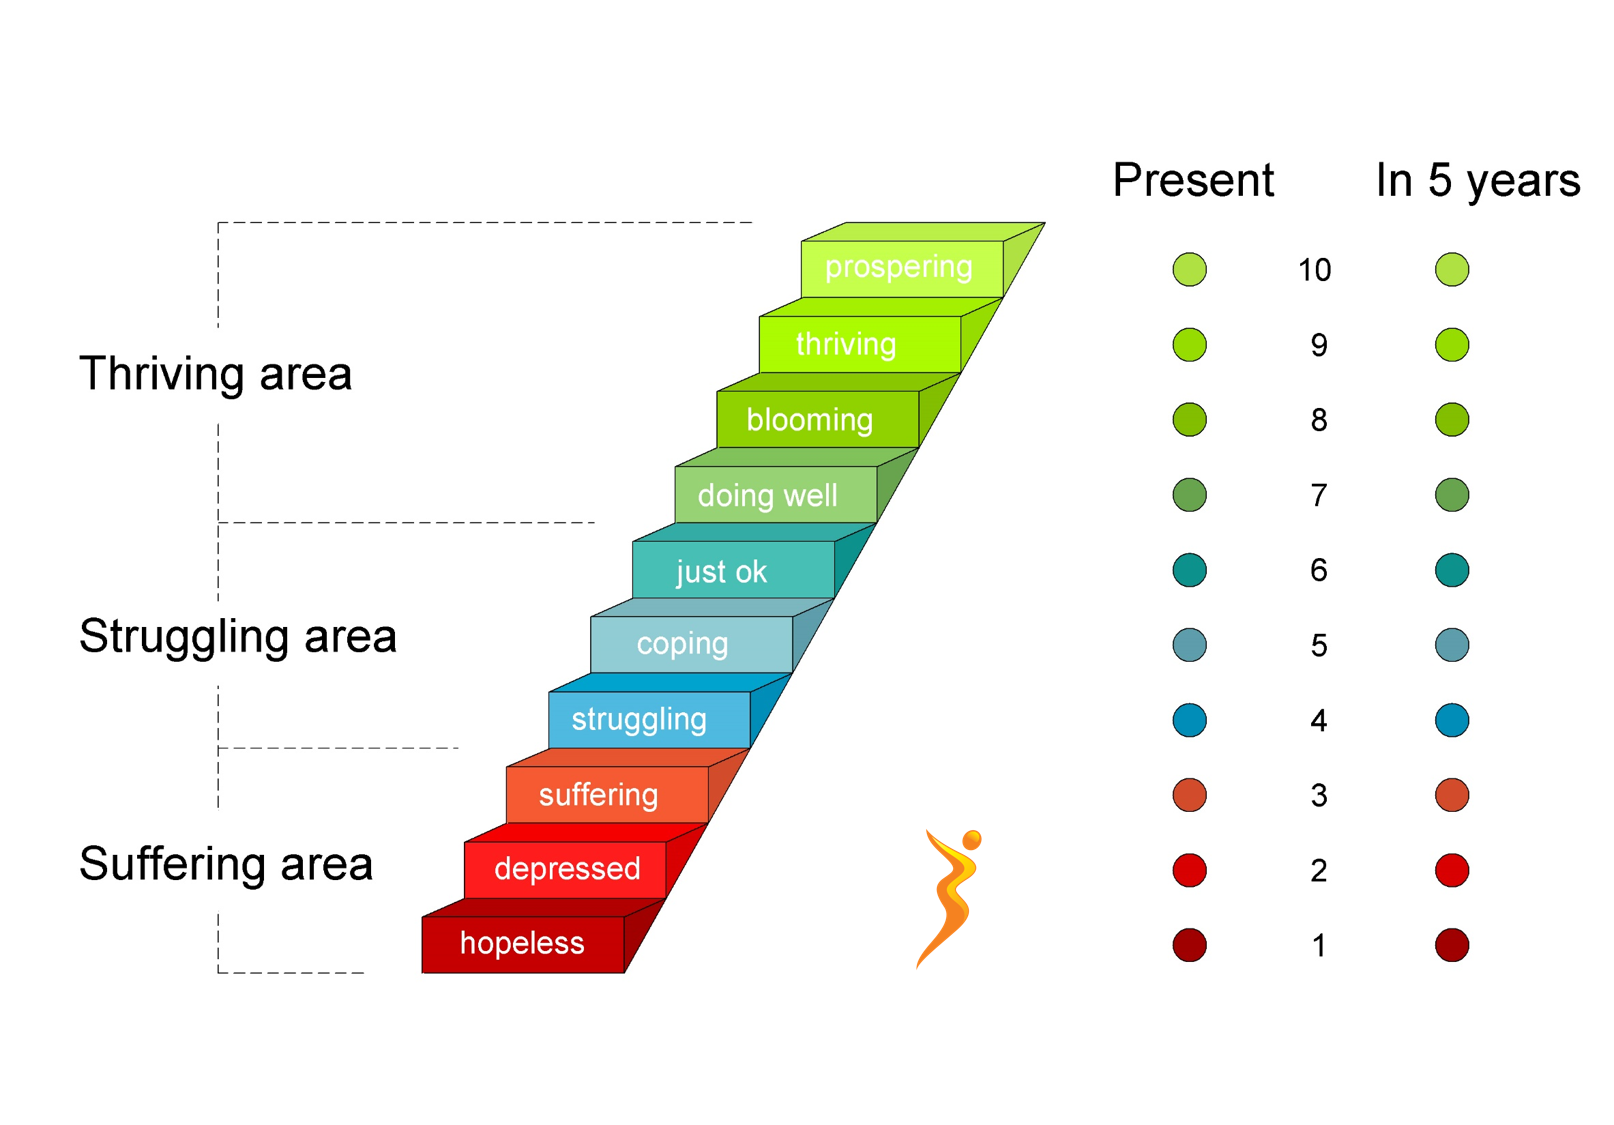 Present In 5 years
prospering 10
thriving 9
Thriving area
blooming 8
doing well 7
just ok 6
Struggling area
coping 5
struggling 4
suffering 3
Suffering area
depressed 2
hopeless 1